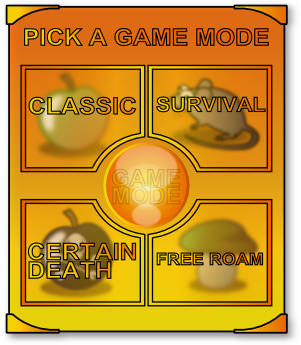 PICK A GAME MODE
CLASSIC
SURVIVAL
GAME
MODE
CERTAIN
DEATH
FREE ROAM